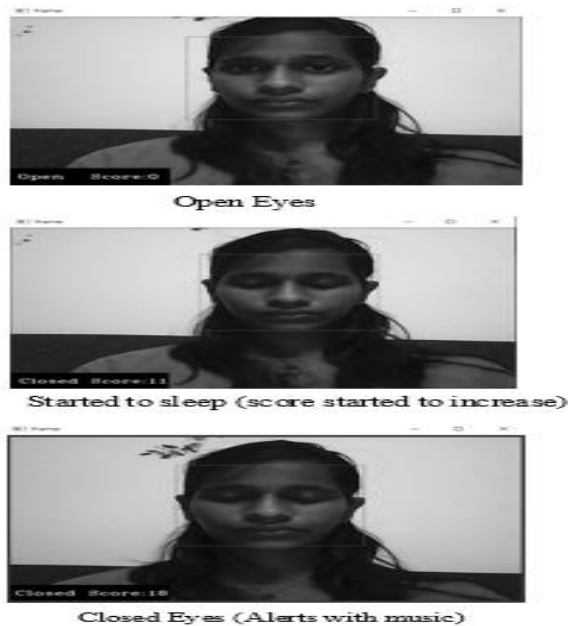 Open Score:0
Open Eyes
Closed Score:11
Started to sleep (score started to increase)
Closed Score:18
Closed Eyes (Alerts with music)